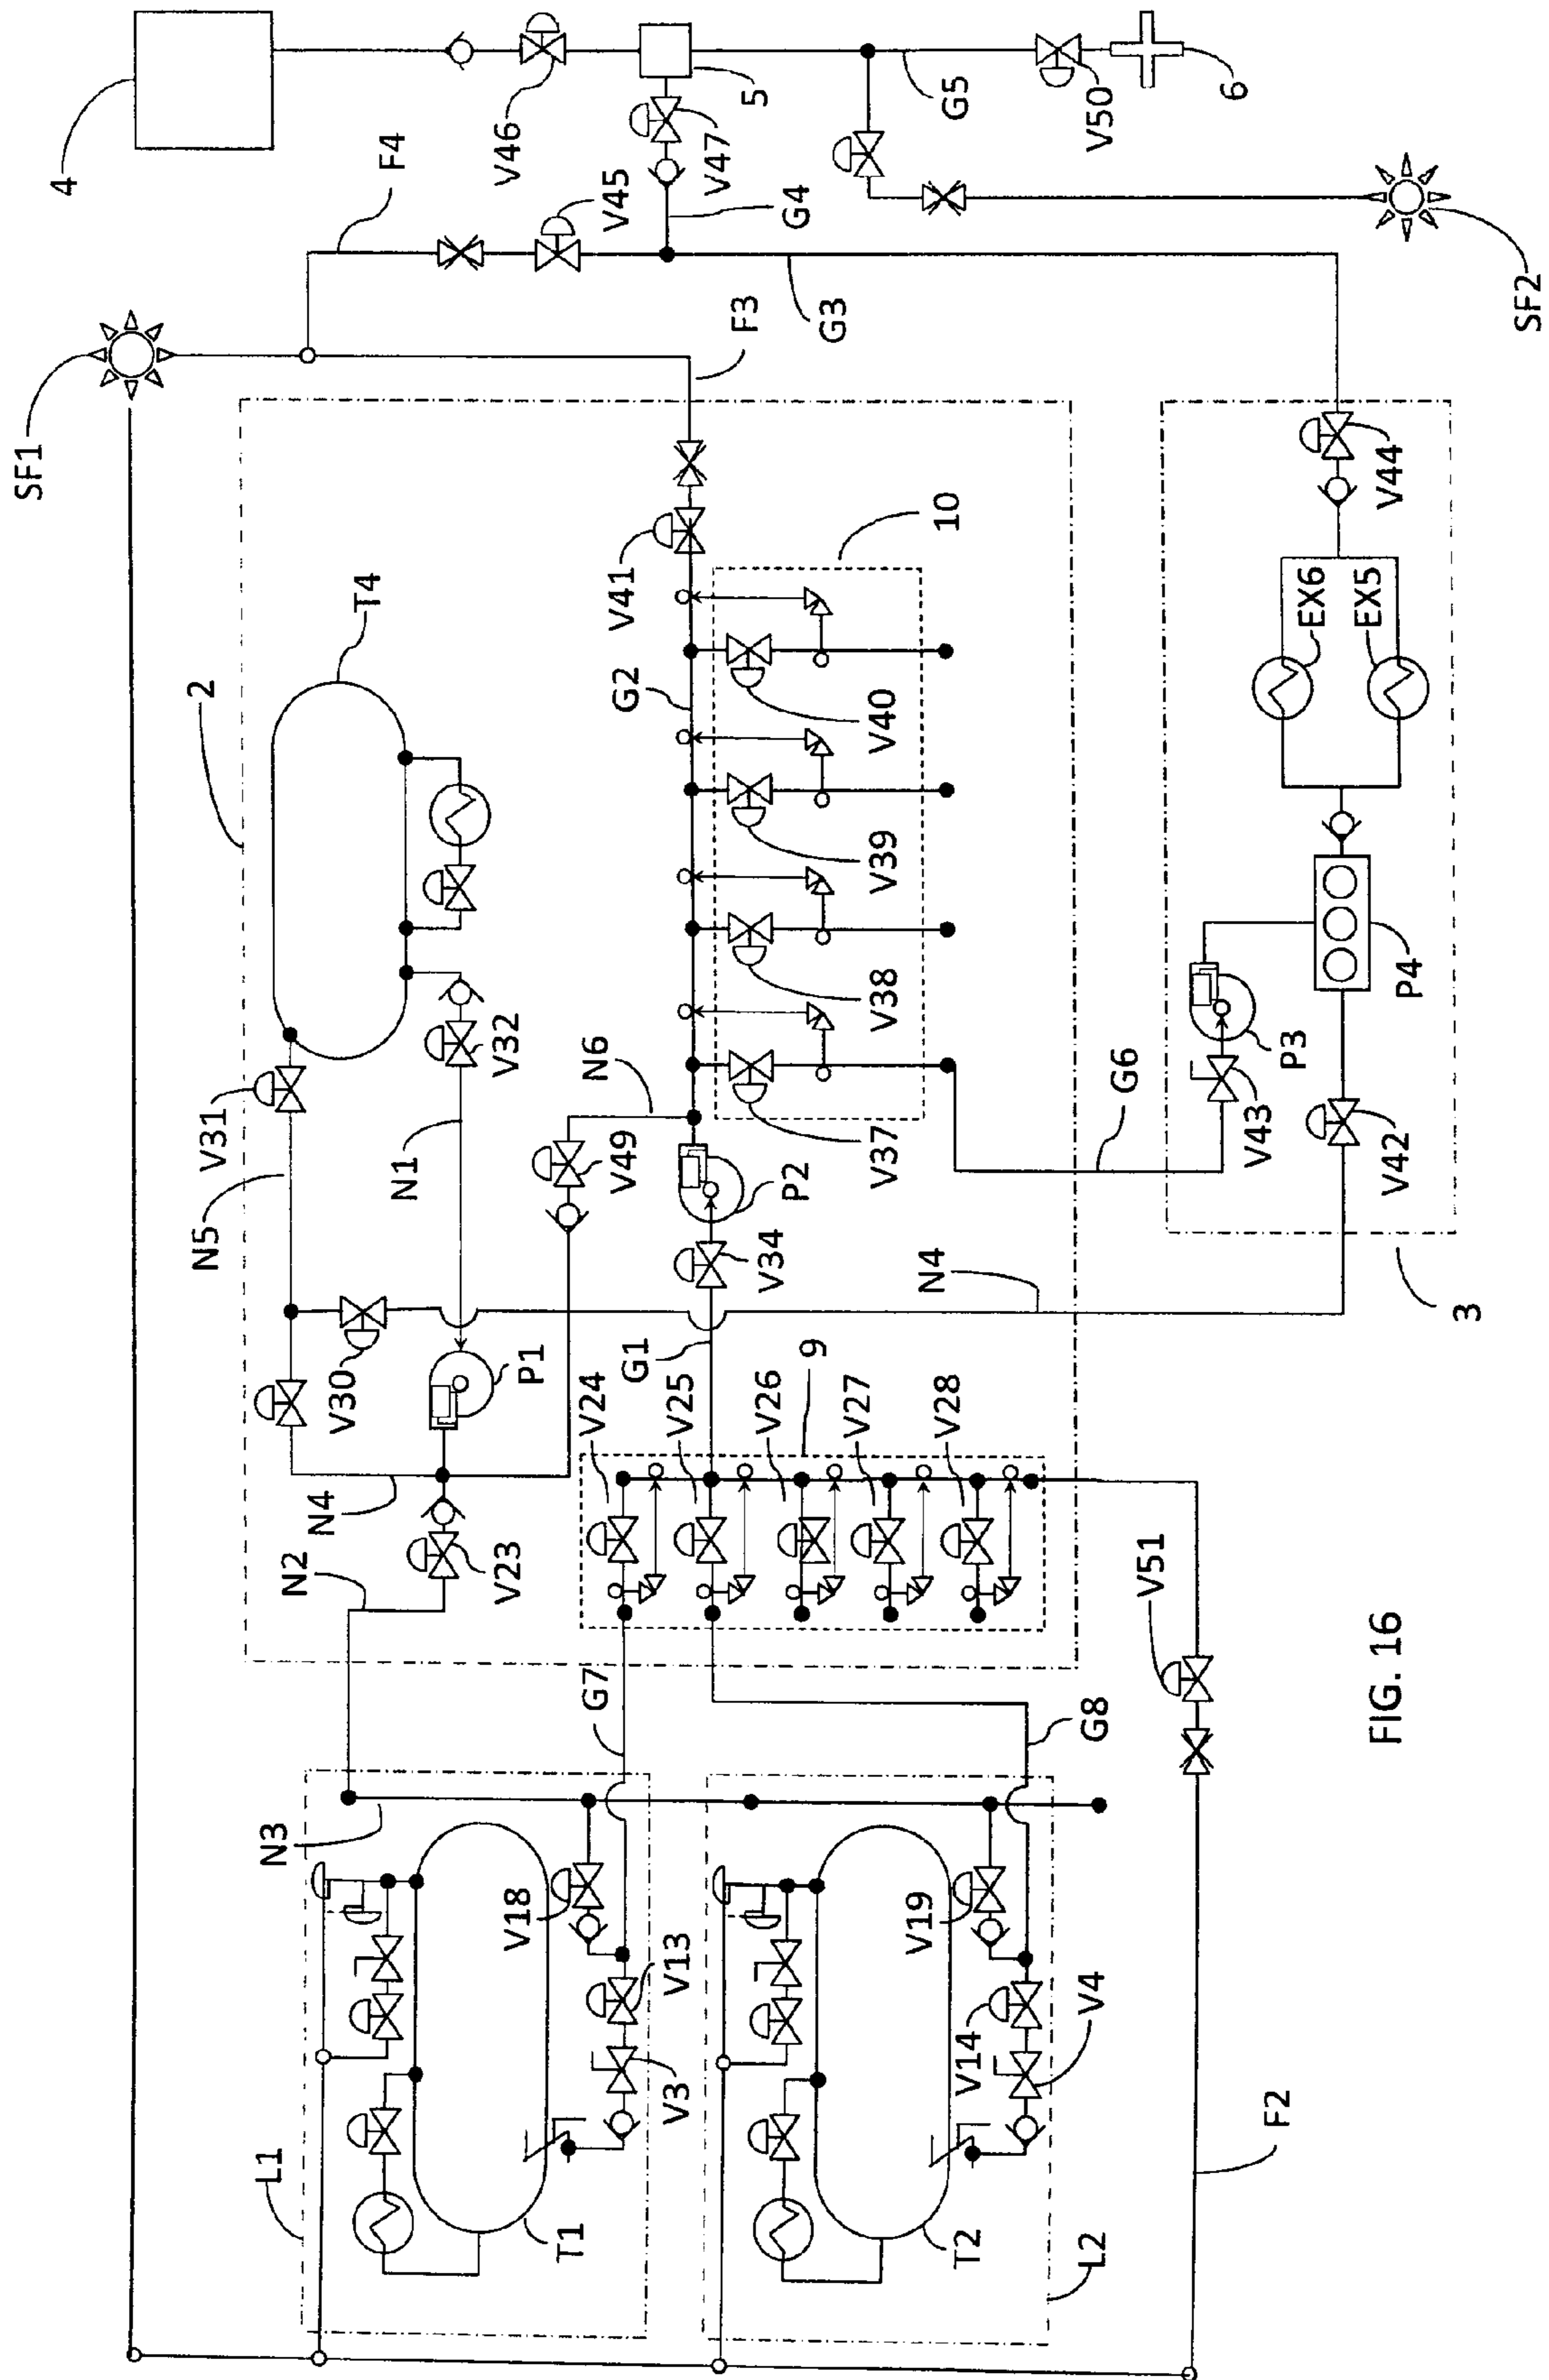 SF1
4
N5
V31
2
L1
N3
N2
N4
V30
T4
F4
N1
V23
V32
V46
V18
P1
T1
G7
V24
N6
V45
V49
V41
G1
G2
V3
V13
V25
V47
F3
5
V26
P2
G4
9
G3
V27
V37
V38
V39
V40
V19
V28
10
G5
T2
V14
N4
V4
L2
G8
V50
G6
V51
6
F2
V43
P3
EX6
EX5
FIG. 16
V42
V44
P4
3
SF2